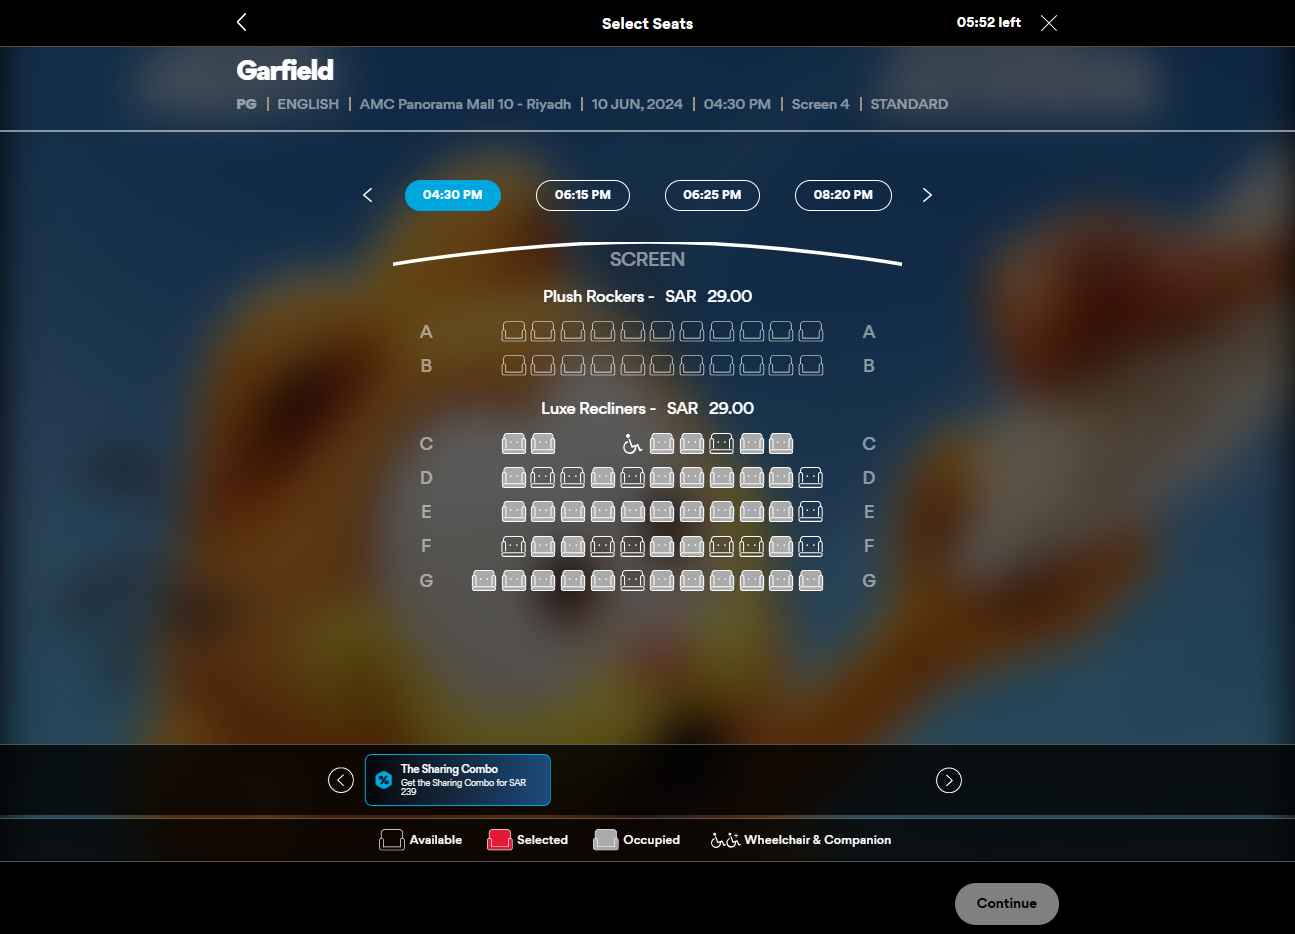 Select Seats
05:52 left
Garfield
PG | ENGLISH | AMC Panorama Mall 10 - Riyadh | 10 JUN, 2024 | 04:30 PM | Screen 4 | STANDARD
04:30 PM 06:15 PM 06:25 PM 08:20 PM
SCREEN
Plush Rockers - SAR 29.00
A A
B B
Luxe Recliners - SAR 29.00
C C
D D
E E
F F
G G
The Sharing Combo
Get the Sharing Combo for SAR
239
Available Selected Occupied Wheelchair & Companion
Continue